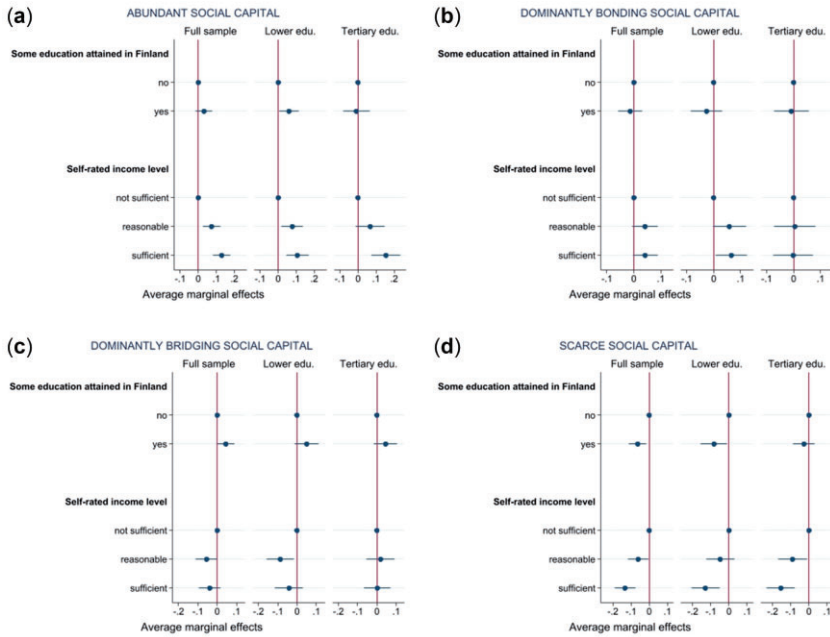 (a)
ABUNDANT SOCIAL CAPITAL
Full sample Lower edu. Tertiary edu.
Some education attained in Finland
no
yes
Self-rated income level
not sufficient
reasonable
sufficient
-.1 0 .1 .2 -.1 0 .1 .2 -.1 0 .1 .2
Average marginal effects
(b)
DOMINANTLY BONDING SOCIAL CAPITAL
Full sample Lower edu. Tertiary edu.
Some education attained in Finland
no
yes
Self-rated income level
not sufficient
reasonable
sufficient
-.1 0 .1 -.1 0 .1 -.1 0 .1
Average marginal effects
(c)
DOMINANTLY BRIDGING SOCIAL CAPITAL
Full sample Lower edu. Tertiary edu.
Some education attained in Finland
no
yes
Self-rated income level
not sufficient
reasonable
sufficient
-.2 -.1 0 .1 -.2 -.1 0 .1 -.2 -.1 0 .1
Average marginal effects
(d)
SCARCE SOCIAL CAPITAL
Full sample Lower edu. Tertiary edu.
Some education attained in Finland
no
yes
Self-rated income level
not sufficient
reasonable
sufficient
-.2 -.1 0 .1 -.2 -.1 0 .1 -.2 -.1 0 .1
Average marginal effects